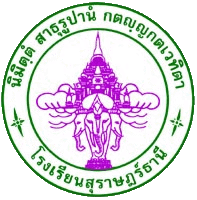 นิมิตฺตํ สาธุรูปานํ กตญฺญูกตเวทิตา
โรงเรียนสุราษฎร์ธานี